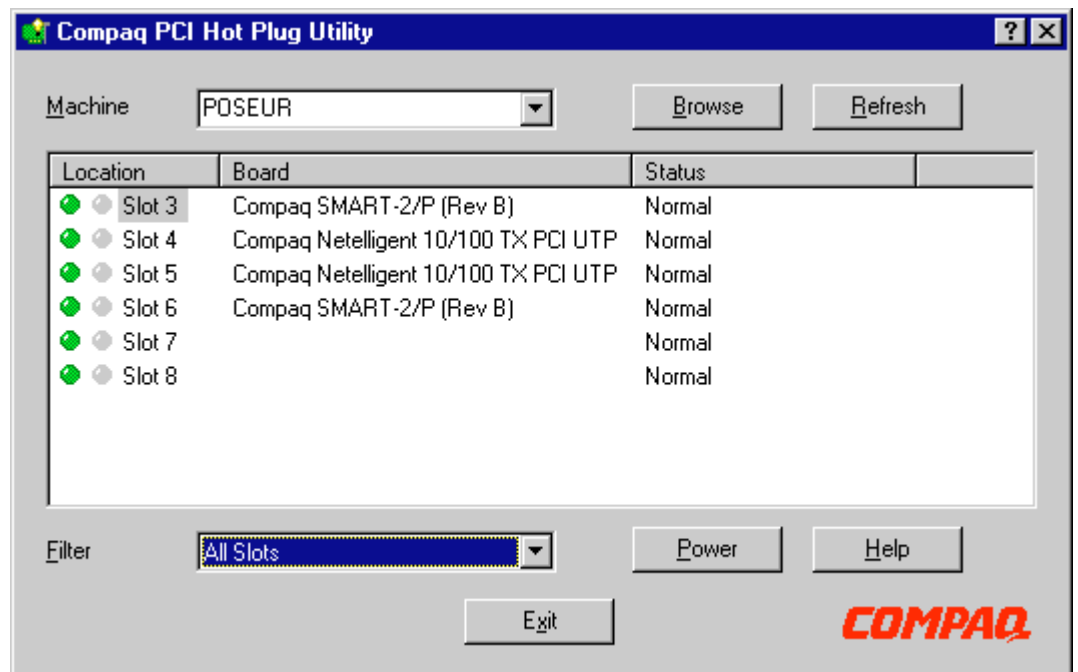 Compaq PCI Hot Plug Utility ? X
Machine POSEUR Browse Refresh
Location Board Status
Slot 3 Compaq SMART-2/P (Rev B) Normal
Slot 4 Compaq Netelligent 10/100 TX PCI UTP Normal
Slot 5 Compaq Netelligent 10/100 TX PCI UTP Normal
Slot 6 Compaq SMART-2/P (Rev B) Normal
Slot 7 Normal
Slot 8 Normal
Filter All Slots Power Help
Exit COMPAQ